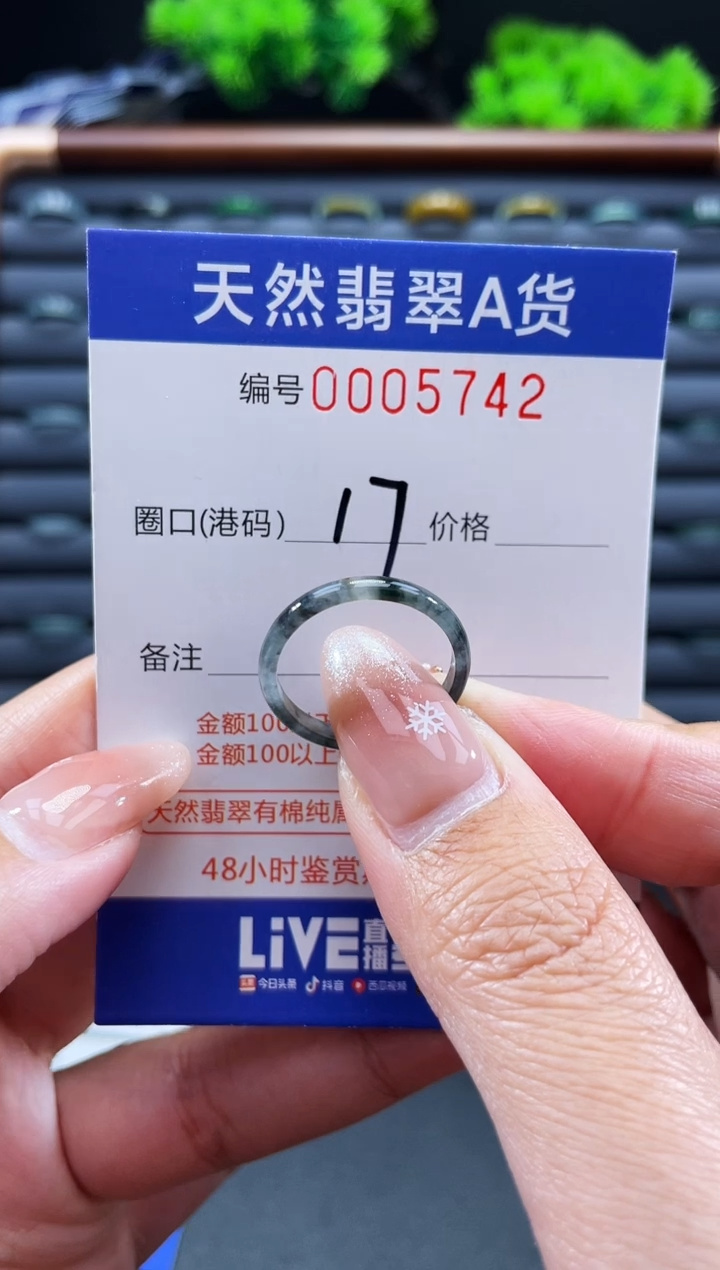 天然翡翠A货
编号0005742
圈口(港码) 17 价格
备注
金额100
金额100以上
天然翡翠有棉纯属
48小时鉴赏
LiVE直播
今日头条 抖音 西瓜视频